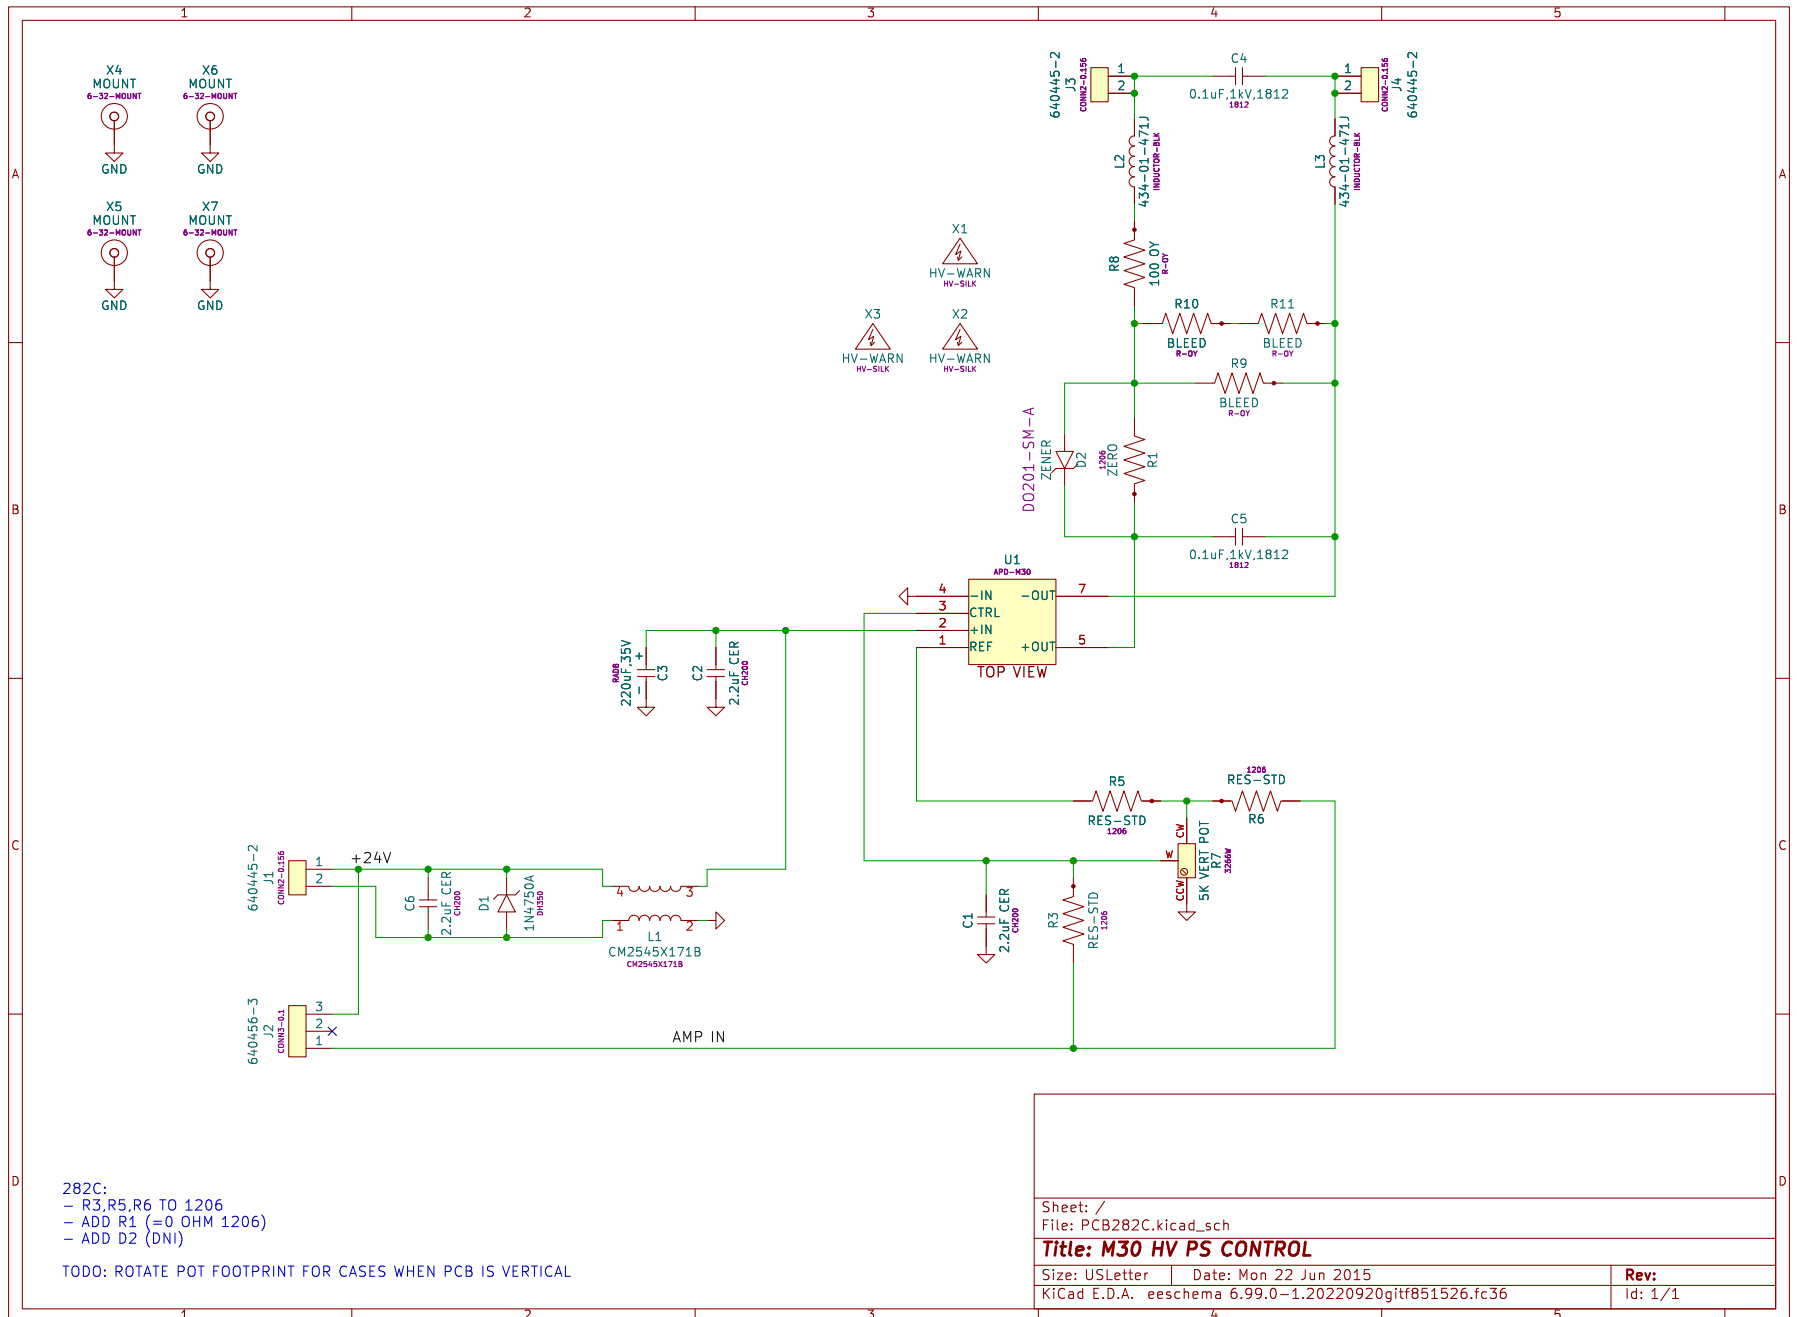 1 2 3 4 5
A A
B B
C C
D D
1 2 3 4 5
X4
MOUNT
6-32-MOUNT
GND
X6
MOUNT
6-32-MOUNT
GND
X5
MOUNT
6-32-MOUNT
GND
X7
MOUNT
6-32-MOUNT
GND
X1
HV-WARN
HV-SILK
X3
HV-WARN
HV-SILK
X2
HV-WARN
HV-SILK
640445-2
J3
CONN2-0.156
1
2
C4
0.1uF,1kV,1812
1812
1
2
CONN2-0.156
J4
640445-2
L2
434-01-471J
INDUCTOR-BLK
L3
434-01-471J
INDUCTOR-BLK
R8
100 OY
R-OY
R10
BLEED
R-OY
R11
BLEED
R-OY
R9
BLEED
R-OY
DO201-SM-A
ZENER
D2
1206
ZERO
R1
C5
0.1uF,1kV,1812
1812
U1
APD-M30
4 -IN
3 CTRL
2 +IN
1 REF
-OUT 7
+OUT 5
TOP VIEW
RAD8
220uF,35V
+
-
C3
C2
2.2uF CER
CH200
R5
RES-STD
1206
1206
RES-STD
R6
CW
W
CCW
5K VERT POT
R7
3266W
C1
2.2uF CER
CH200
R3
RES-STD
1206
640445-2
J1
CONN2-0.156
1
2
+24V
C6
2.2uF CER
CH200
D1
1N4750A
DH35D
4 3
1 2
L1
CM2545X171B
CM2545X171B
640456-3
J2
CONN3-0.1
3
2
1
AMP IN
282C:
- R3,R5,R6 TO 1206
- ADD R1 (=0 OHM 1206)
- ADD D2 (DNI)
TODO: ROTATE POT FOOTPRINT FOR CASES WHEN PCB IS VERTICAL
Sheet: /
File: PCB282C.kicad_sch
Title: M30 HV PS CONTROL
Size: USLetter Date: Mon 22 Jun 2015 Rev:
KiCad E.D.A. eeschema 6.99.0-1.20220920gitf851526.fc36 Id: 1/1